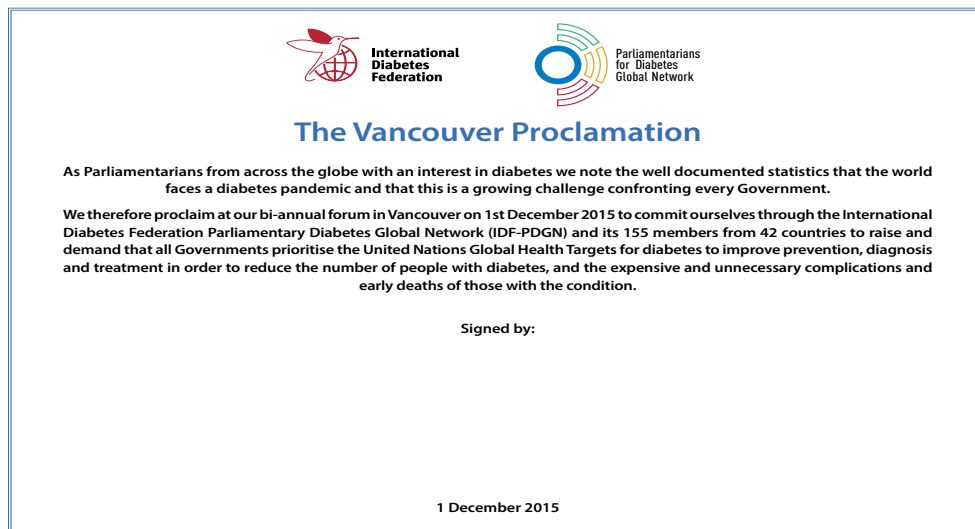 International
Diabetes
Federation
Parliamentarians
for Diabetes
Global Network
The Vancouver Proclamation
As Parliamentarians from across the globe with an interest in diabetes we note the well documented statistics that the world
faces a diabetes pandemic and that this is a growing challenge confronting every Government.
We therefore proclaim at our bi-annual forum in Vancouver on 1st December 2015 to commit ourselves through the International
Diabetes Federation Parliamentary Diabetes Global Network (IDF-PDGN) and its 155 members from 42 countries to raise and
demand that all Governments prioritise the United Nations Global Health Targets for diabetes to improve prevention, diagnosis
and treatment in order to reduce the number of people with diabetes, and the expensive and unnecessary complications and
early deaths of those with the condition.
Signed by:
1 December 2015